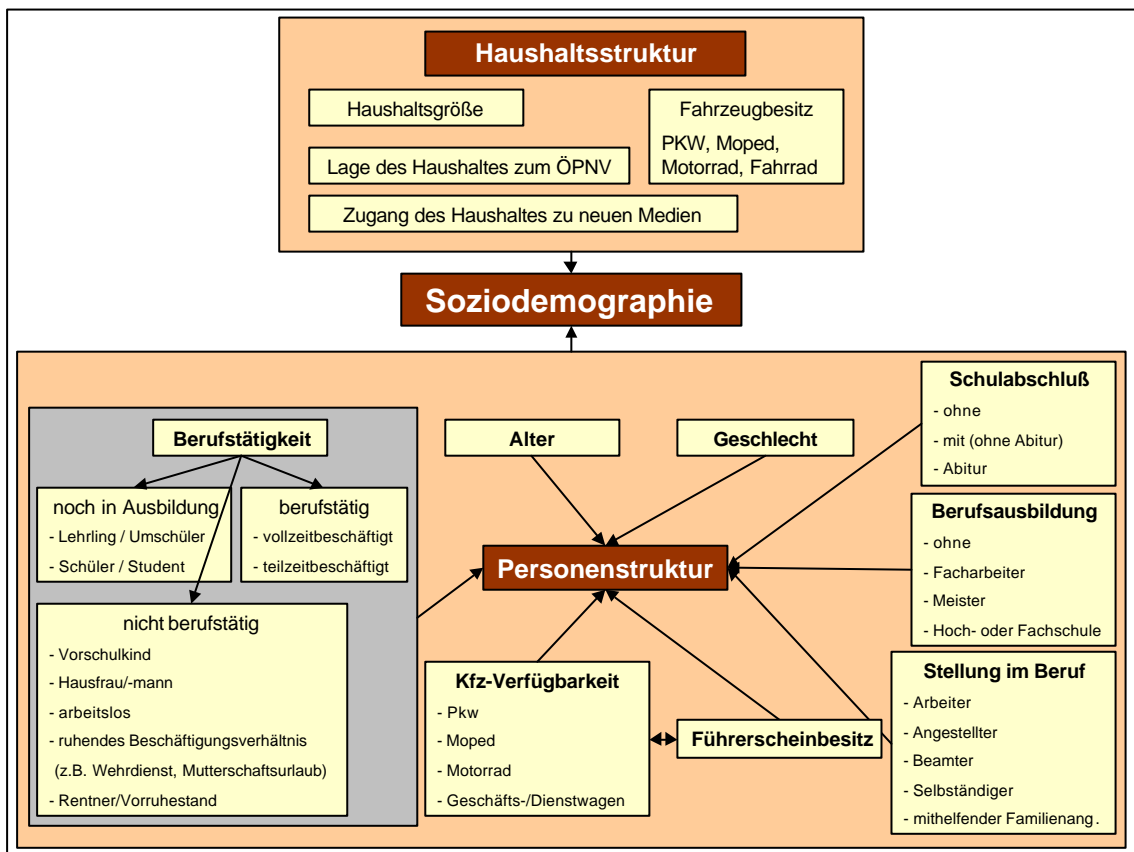 Haushaltsstruktur
Haushaltsgröße
Fahrzeugbesitz
PKW, Moped,
Motorrad, Fahrrad
Lage des Haushaltes zum ÖPNV
Zugang des Haushaltes zu neuen Medien
Soziodemographie
Berufstätigkeit
noch in Ausbildung
- Lehrling / Umschüler
- Schüler / Student
berufstätig
- vollzeitbeschäftigt
- teilzeitbeschäftigt
nicht berufstätig
- Vorschulkind
- Hausfrau/-mann
- arbeitslos
- ruhendes Beschäftigungsverhältnis
(z.B. Wehrdienst, Mutterschaftsurlaub)
- Rentner/Vorruhestand
Alter
Geschlecht
Personenstruktur
Kfz-Verfügbarkeit
- Pkw
- Moped
- Motorrad
- Geschäfts-/Dienstwagen
Führerscheinbesitz
Schulabschluß
- ohne
- mit (ohne Abitur)
- Abitur
Berufsausbildung
- ohne
- Facharbeiter
- Meister
- Hoch- oder Fachschule
Stellung im Beruf
- Arbeiter
- Angestellter
- Beamter
- Selbständiger
- mithelfender Familienang.